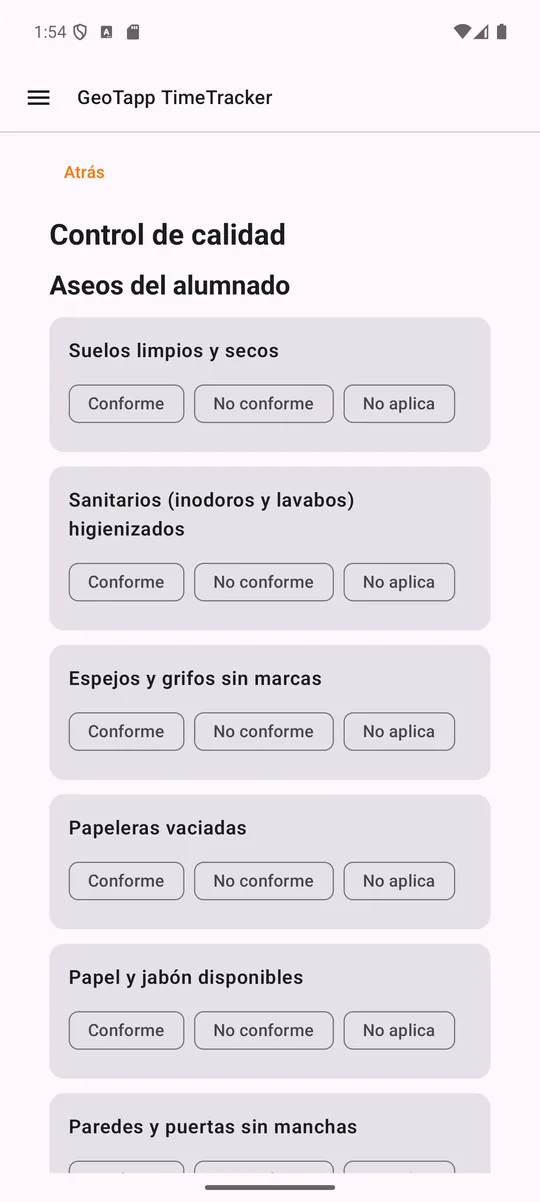 1:54
GeoTapp TimeTracker
Atrás
Control de calidad
Aseos del alumnado
Suelos limpios y secos
Conforme No conforme No aplica
Sanitarios (inodoros y lavabos)
higienizados
Conforme No conforme No aplica
Espejos y grifos sin marcas
Conforme No conforme No aplica
Papeleras vaciadas
Conforme No conforme No aplica
Papel y jabón disponibles
Conforme No conforme No aplica
Paredes y puertas sin manchas